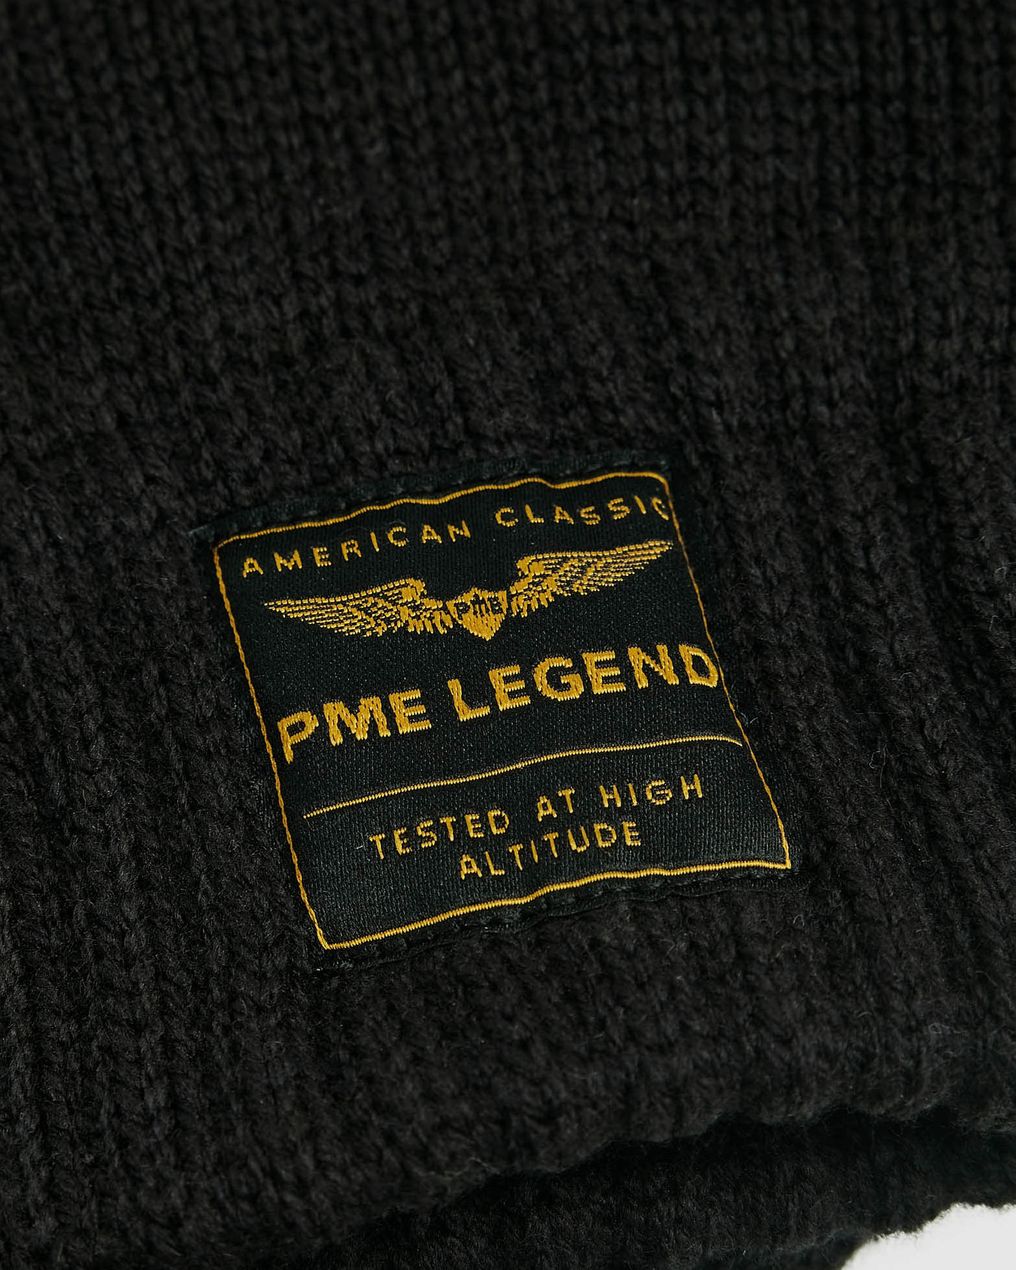 AMERICAN CLASSIC
PME
PME LEGEND
TESTED AT HIGH
ALTITUDE